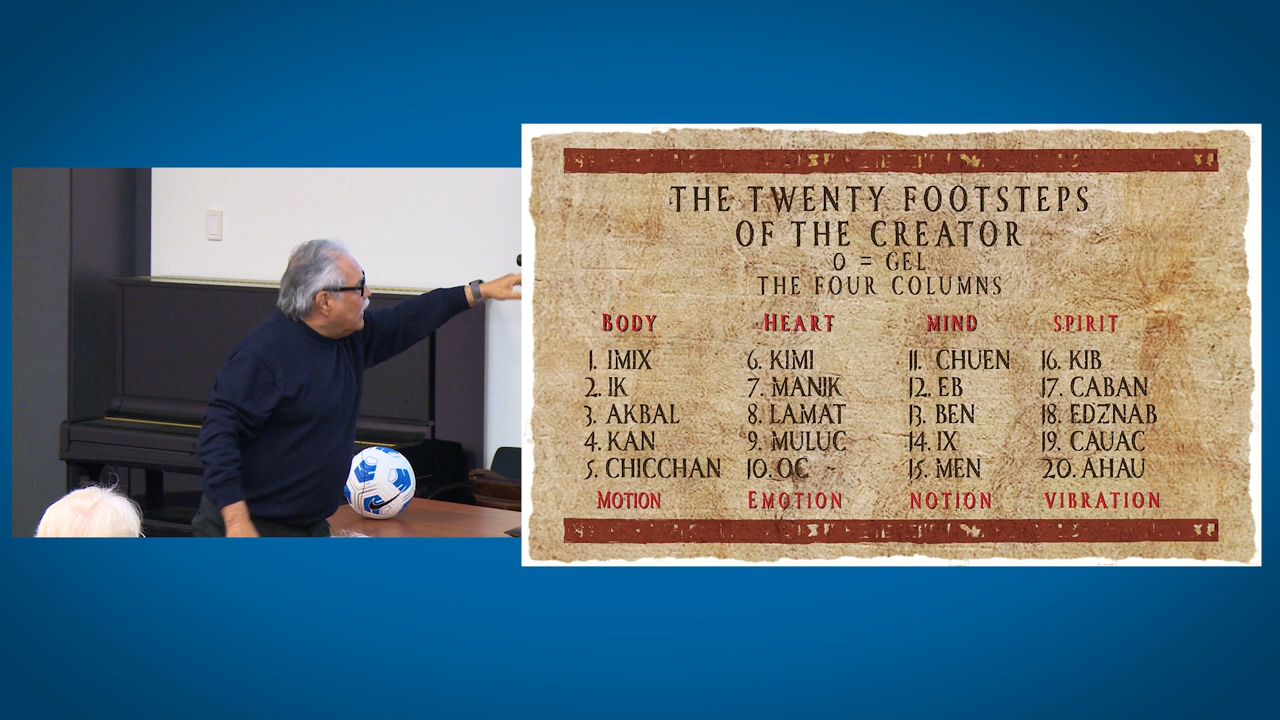 THE TWENTY FOOTSTEPS
OF THE CREATOR
0 = GEL
THE FOUR COLUMNS
BODY HEART MIND SPIRIT
1. IMIX 6. KIMI 11. CHUEN 16. KIB
2. IK 7. MANIK 12. EB 17. CABAN
3. AKBAL 8. LAMAT 13. BEN 18. EDZNAB
4. KAN 9. MULUC 14. IX 19. CAUAC
5. CHICCHAN 10. OC 15. MEN 20. AHAU
MOTION EMOTION NOTION VIBRATION